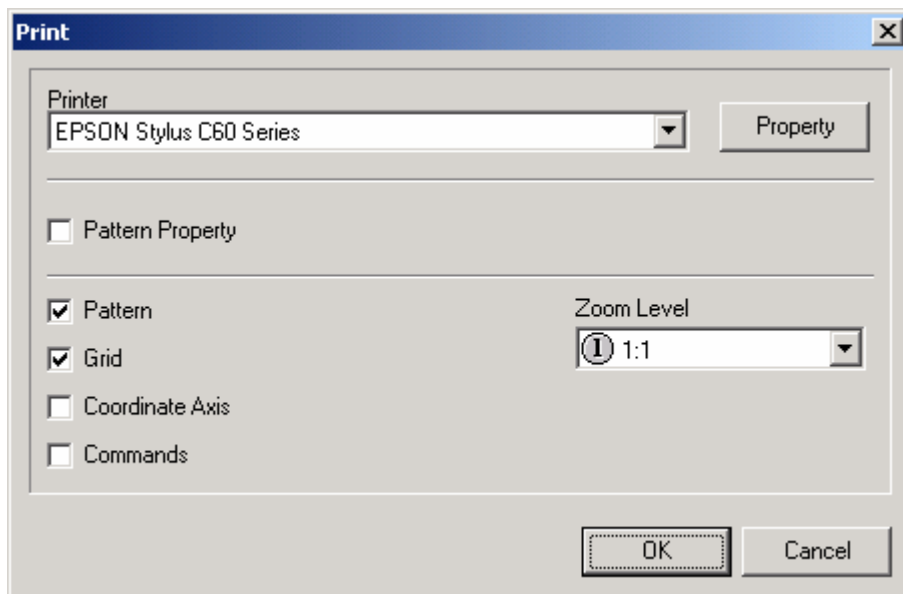 Print
Printer
EPSON Stylus C60 Series
Property
Pattern Property
Pattern
Zoom Level
① 1:1
Grid
Coordinate Axis
Commands
OK
Cancel